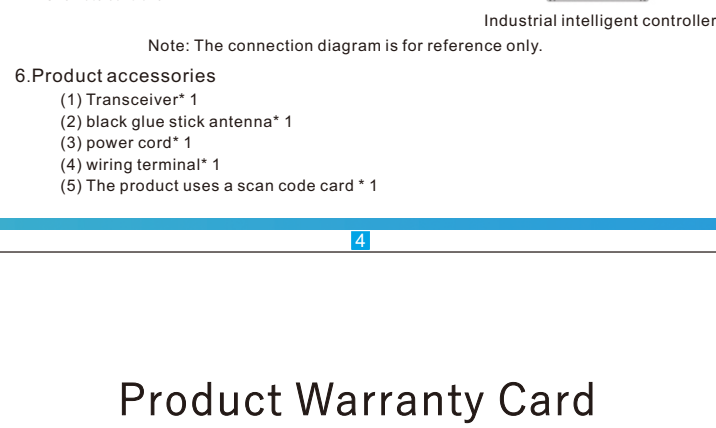 Industrial intelligent controller
Note: The connection diagram is for reference only.
6.Product accessories
(1) Transceiver* 1
(2) black glue stick antenna* 1
(3) power cord* 1
(4) wiring terminal* 1
(5) The product uses a scan code card * 1
4
Product Warranty Card